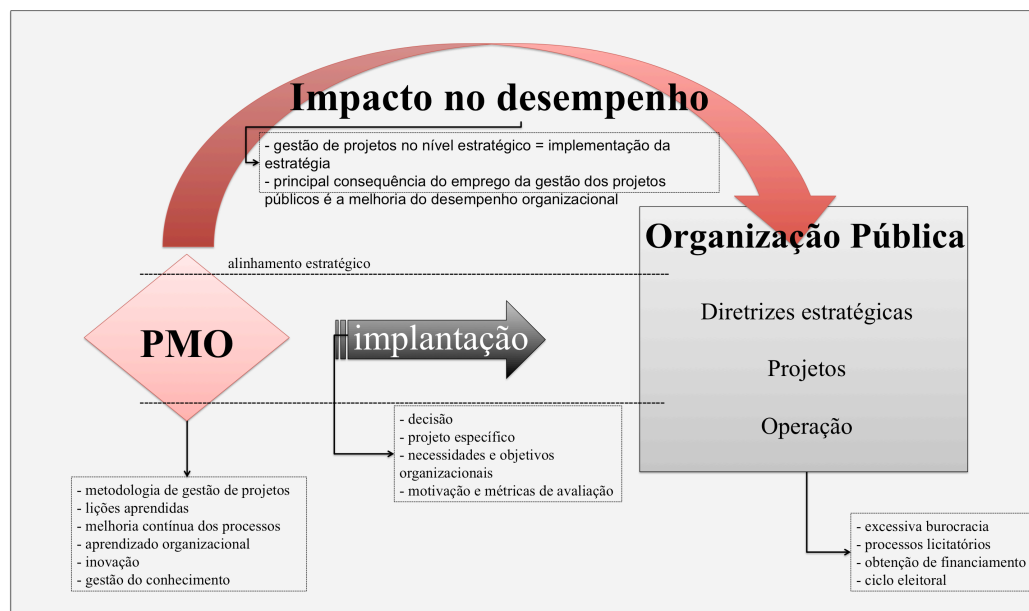 Impacto no desempenho
- gestão de projetos no nível estratégico = implementação da
estratégia
- principal consequência do emprego da gestão dos projetos
públicos é a melhoria do desempenho organizacional
Organização Pública
Diretrizes estratégicas
Projetos
Operação
alinhamento estratégico
PMO
implantação
- decisão
- projeto específico
- necessidades e objetivos
organizacionais
- motivação e métricas de avaliação
- metodologia de gestão de projetos
- lições aprendidas
- melhoria contínua dos processos
- aprendizado organizacional
- inovação
- gestão do conhecimento
- excessiva burocracia
- processos licitatórios
- obtenção de financiamento
- ciclo eleitoral